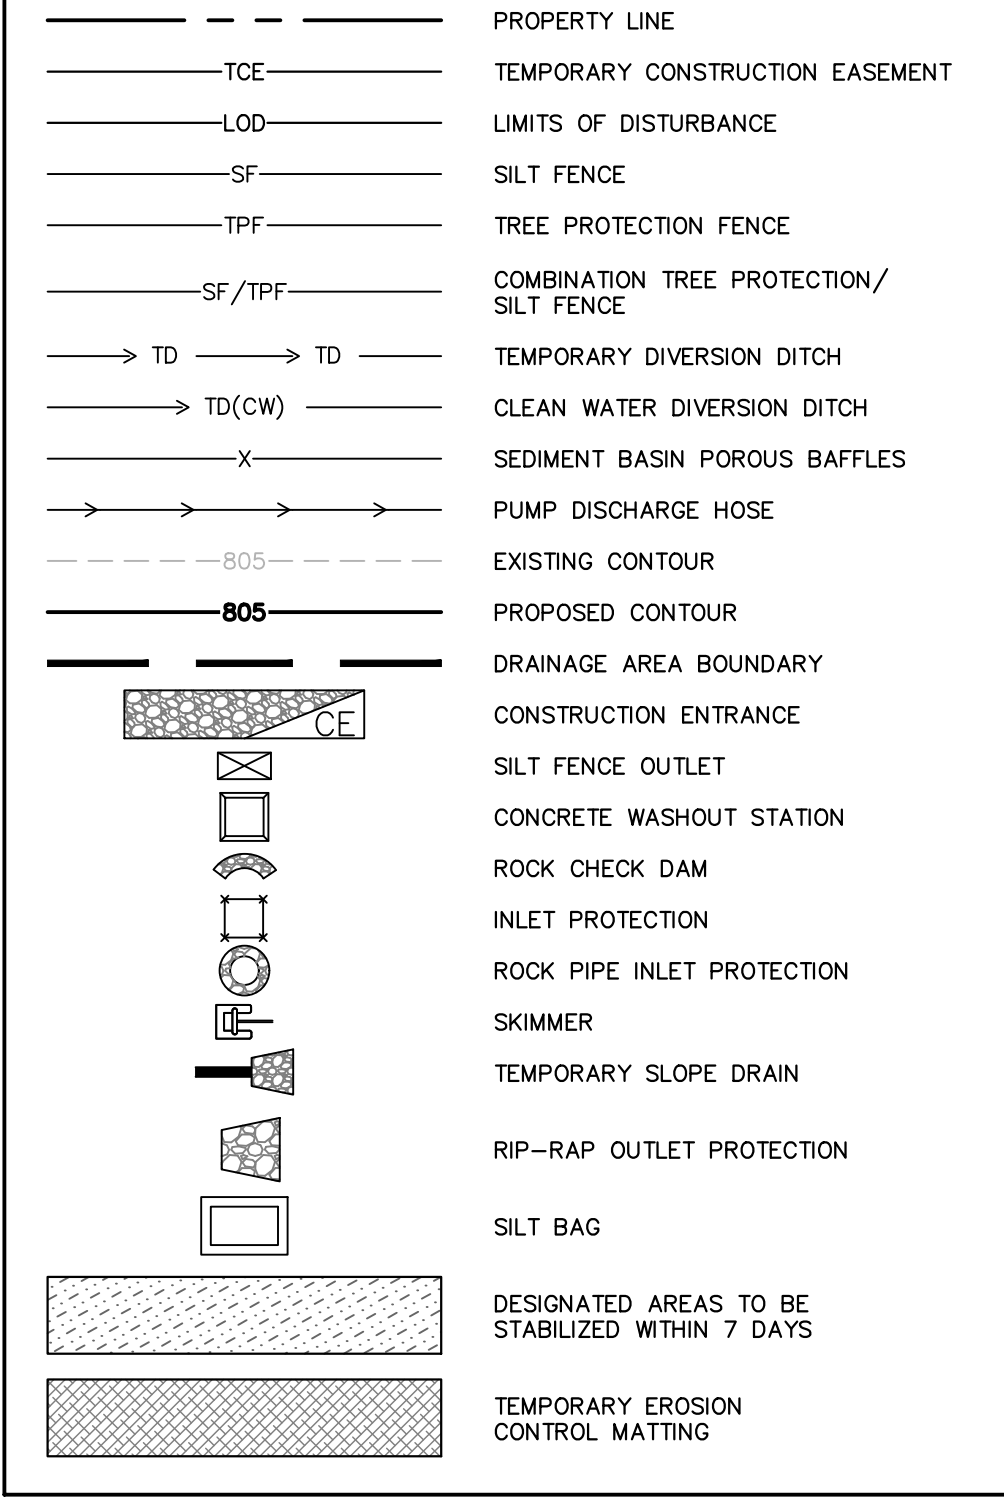 PROPERTY LINE
TCE TEMPORARY CONSTRUCTION EASEMENT
LOD LIMITS OF DISTURBANCE
SF SILT FENCE
TPF TREE PROTECTION FENCE
SF/TPF COMBINATION TREE PROTECTION/
SILT FENCE
TD TD TEMPORARY DIVERSION DITCH
TD(CW) CLEAN WATER DIVERSION DITCH
X SEDIMENT BASIN POROUS BAFFLES
PUMP DISCHARGE HOSE
805 EXISTING CONTOUR
805 PROPOSED CONTOUR
DRAINAGE AREA BOUNDARY
CE CONSTRUCTION ENTRANCE
SILT FENCE OUTLET
CONCRETE WASHOUT STATION
ROCK CHECK DAM
INLET PROTECTION
ROCK PIPE INLET PROTECTION
SKIMMER
TEMPORARY SLOPE DRAIN
RIP-RAP OUTLET PROTECTION
SILT BAG
DESIGNATED AREAS TO BE
STABILIZED WITHIN 7 DAYS
TEMPORARY EROSION
CONTROL MATTING